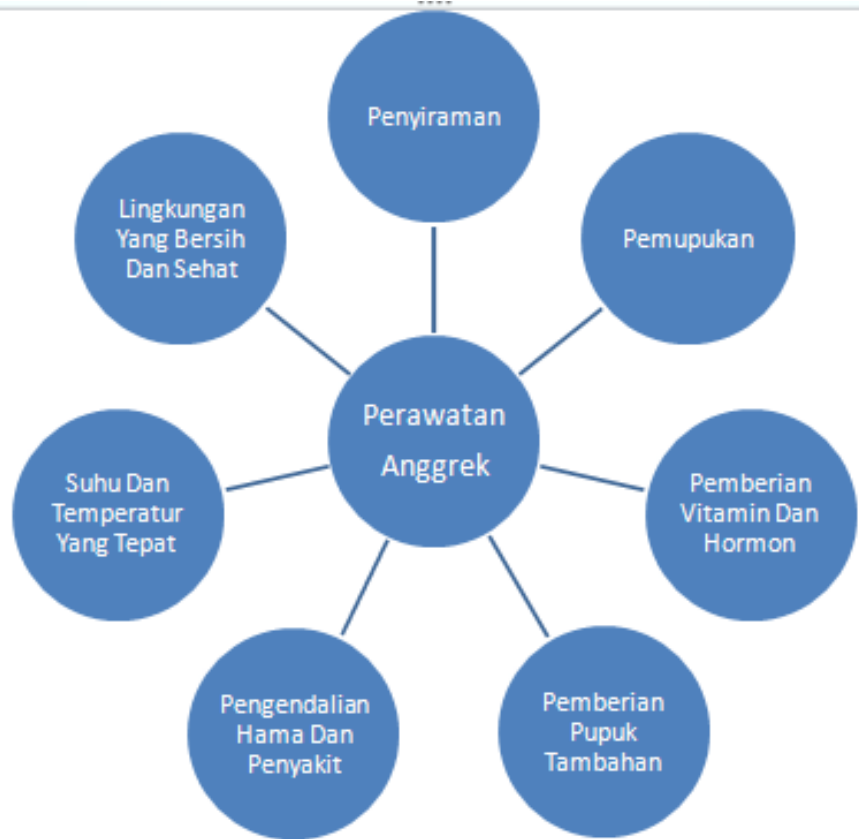 Penyiraman
Pemupukan
Pemberian
Vitamin Dan
Hormon
Pemberian
Pupuk
Tambahan
Pengendalian
Hama Dan
Penyakit
Suhu Dan
Temperatur
Yang Tepat
Lingkungan
Yang Bersih
Dan Sehat
Perawatan
Anggrek